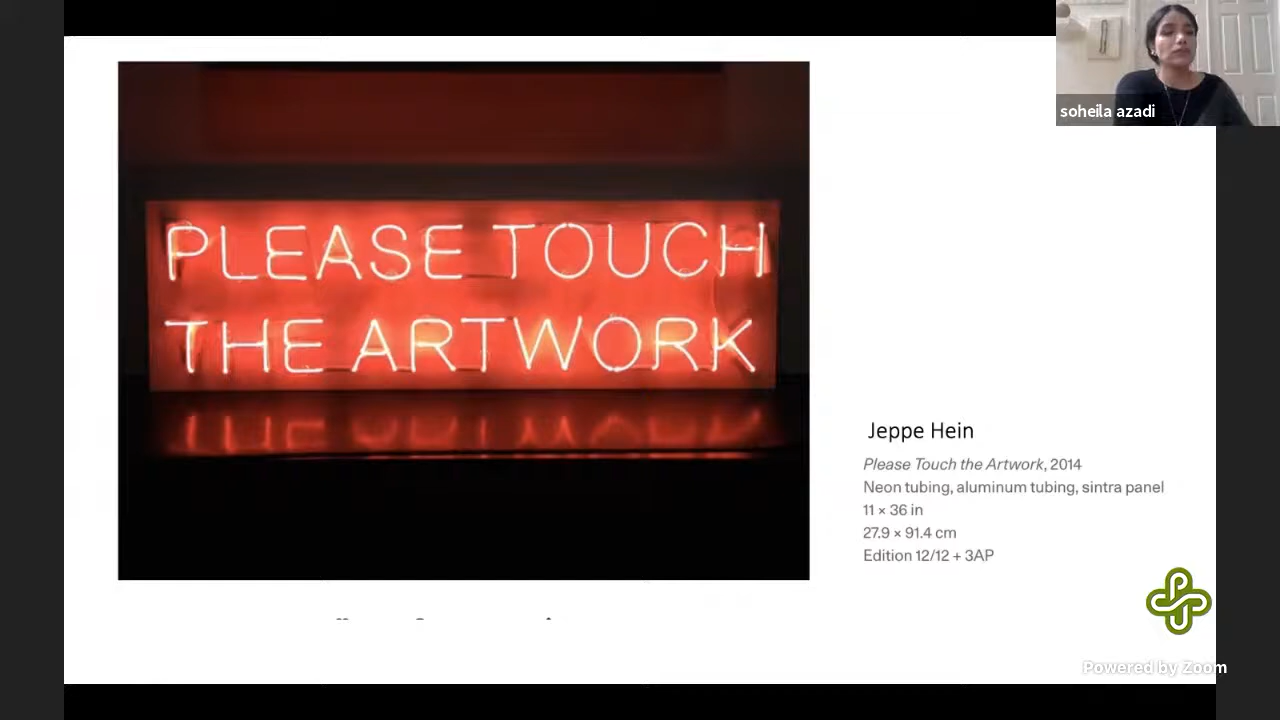 soheila azadi
PLEASE TOUCH
THE ARTWORK
Jeppe Hein
Please Touch the Artwork, 2014
Neon tubing, aluminum tubing, sintra panel
11 × 36 in
27.9 × 91.4 cm
Edition 12/12 + 3AP
Powered by Zoom